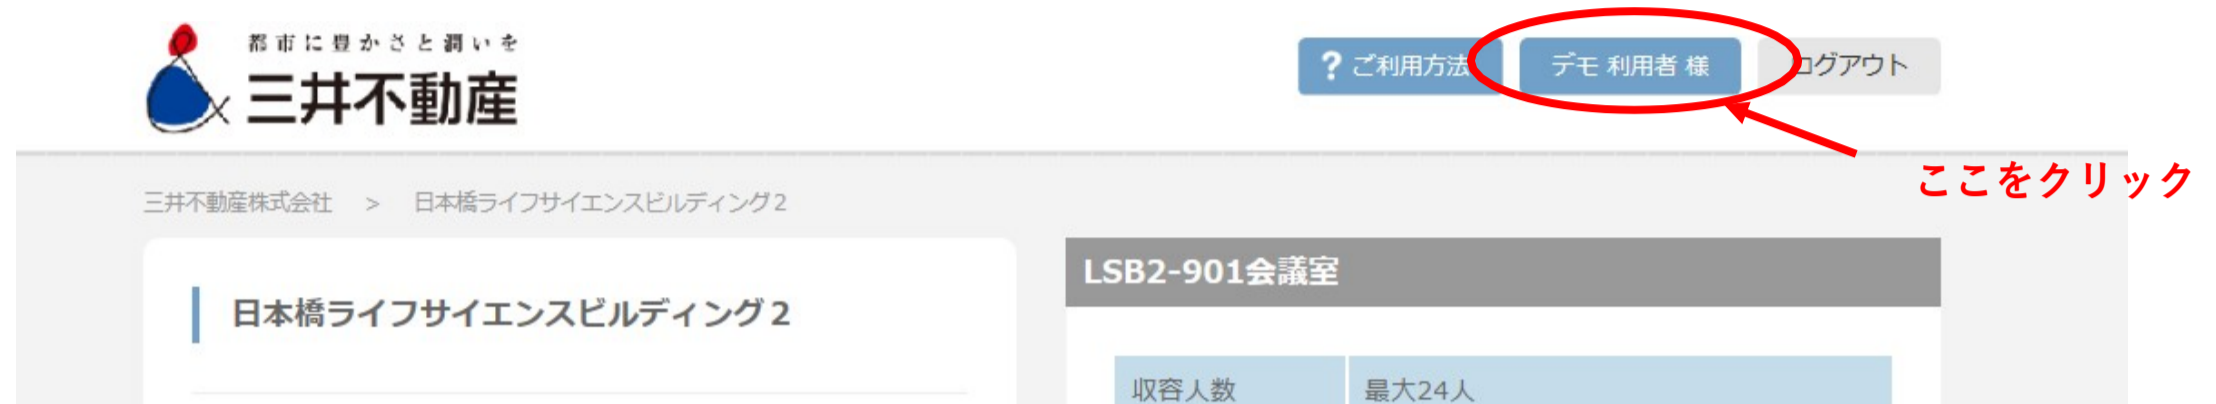 都市に豊かさと潤いを
三井不動産
? ご利用方法
デモ 利用者 様
ログアウト
ここをクリック
三井不動産株式会社 > 日本橋ライフサイエンスビルディング２
日本橋ライフサイエンスビルディング２
LSB2-901会議室
収容人数 最大24人